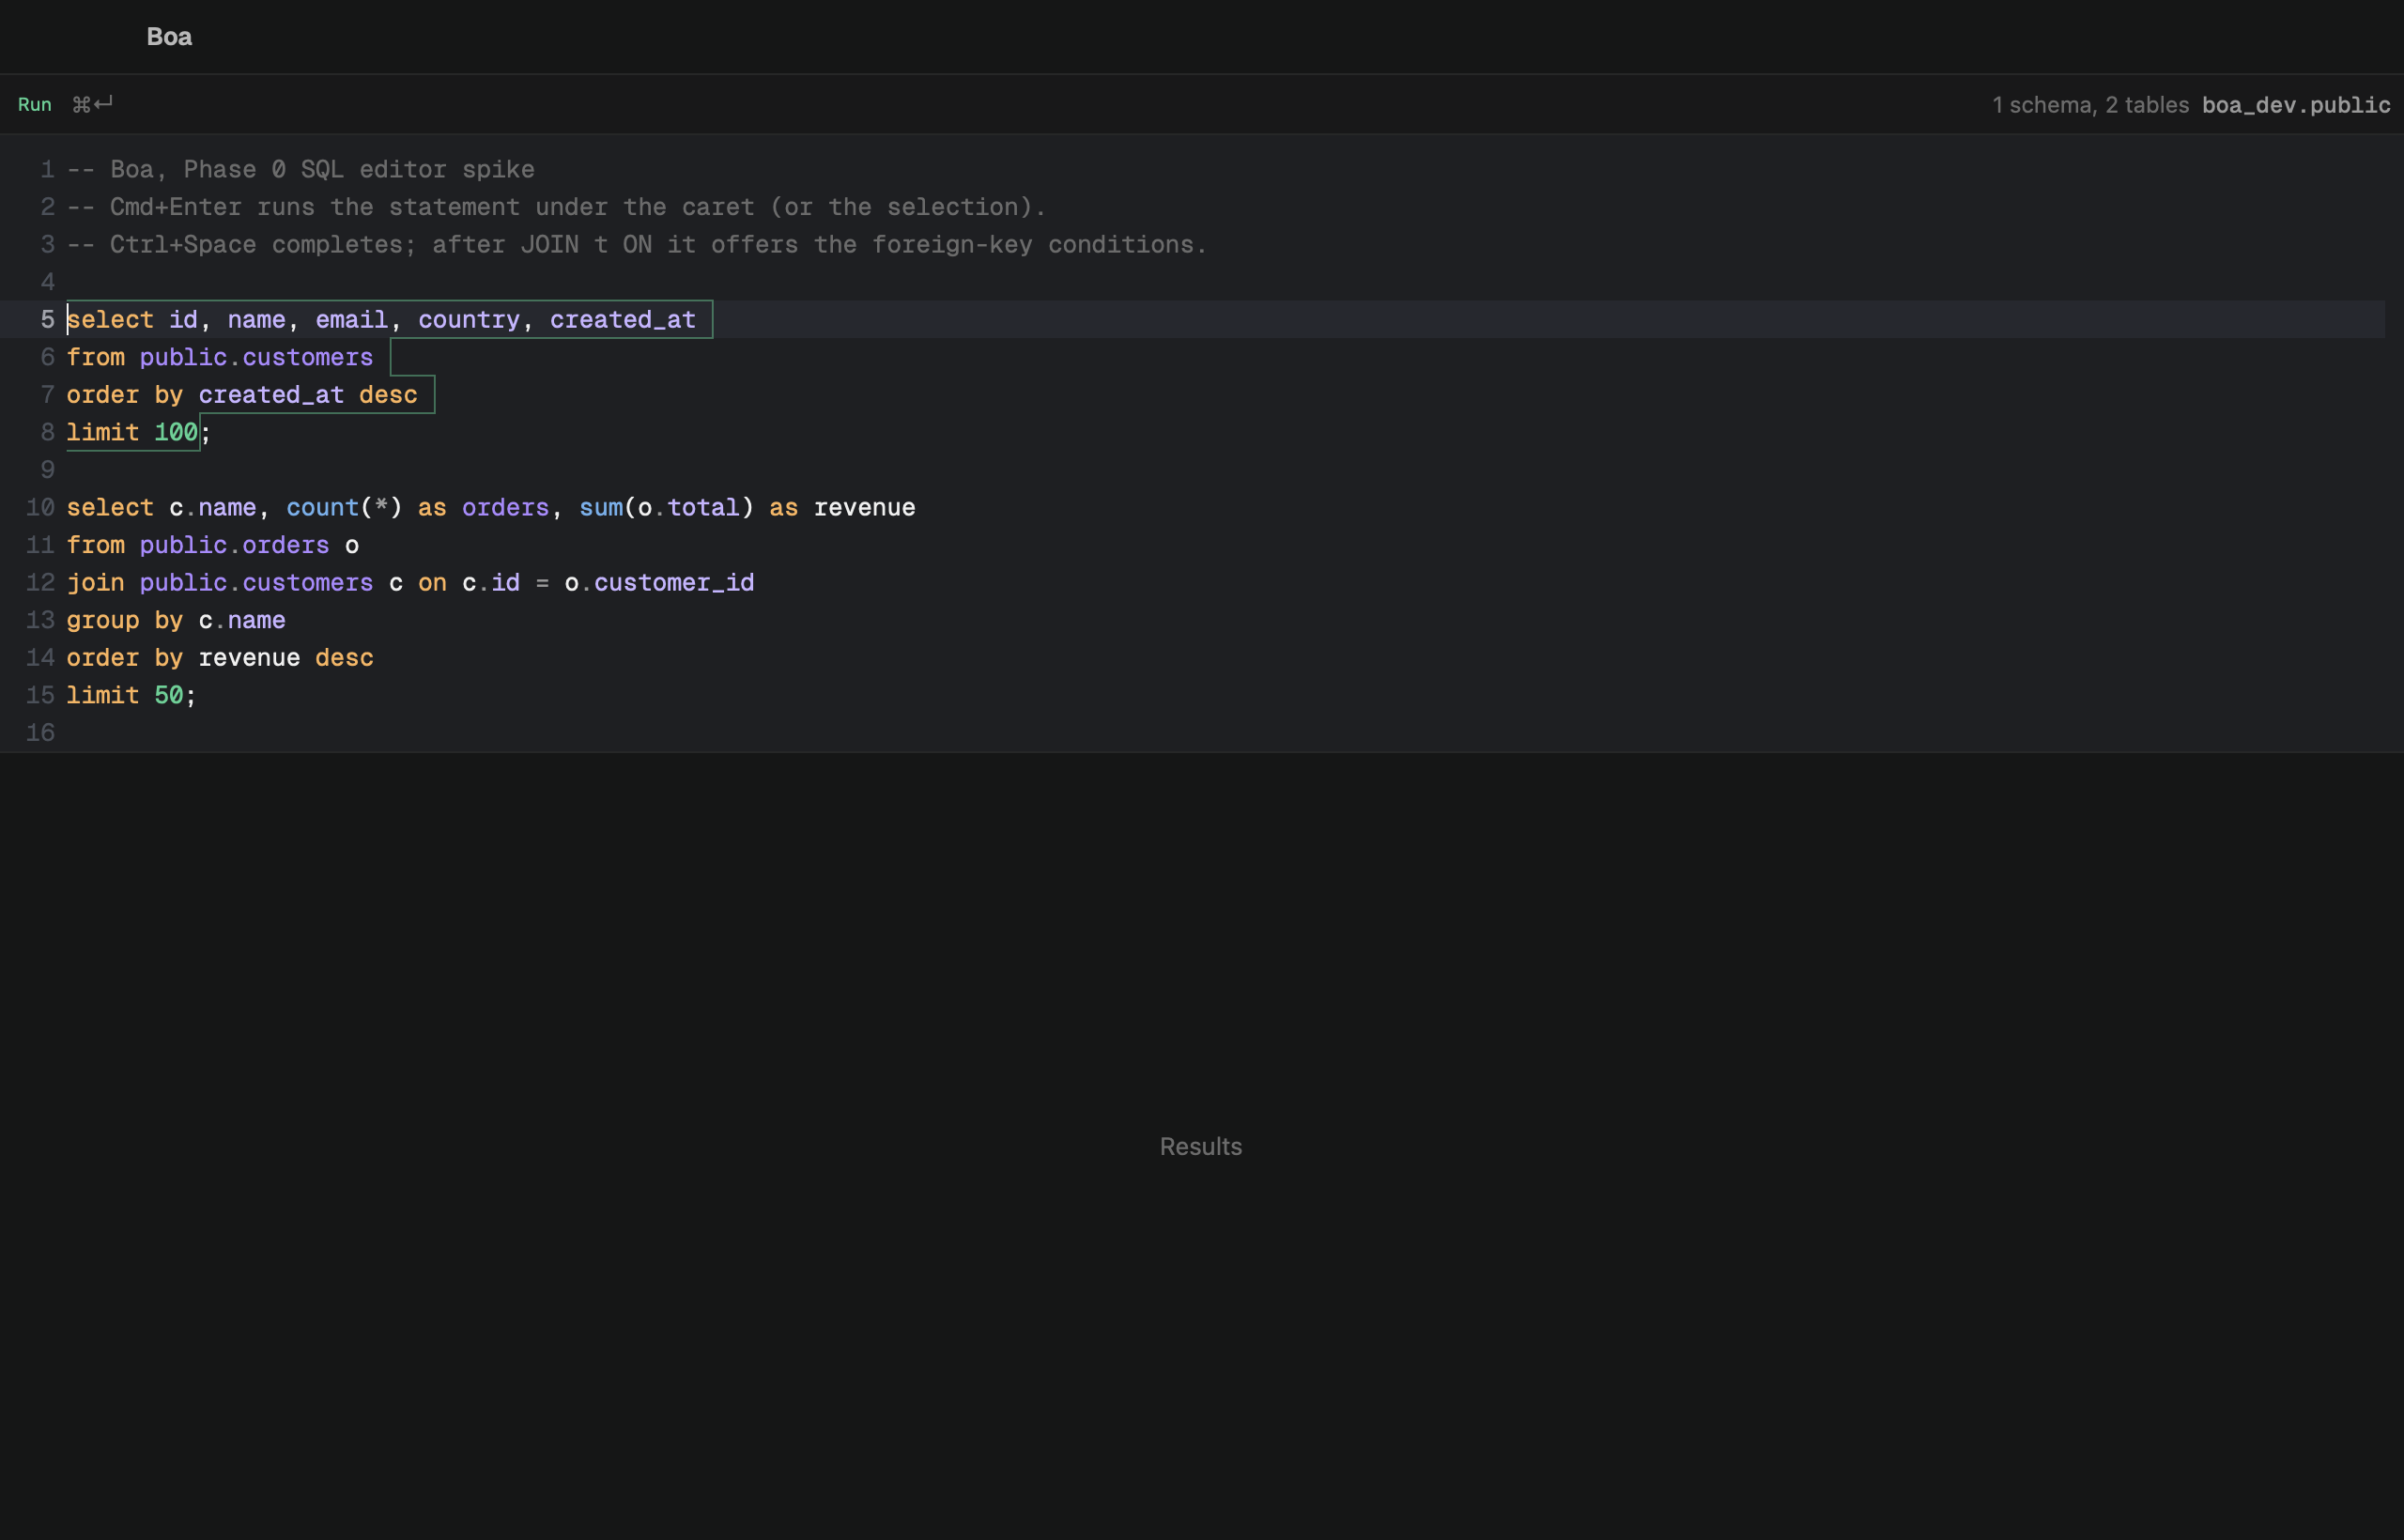 Boa
Run ⌘↵ 1 schema, 2 tables boa_dev.public
1 -- Boa, Phase 0 SQL editor spike
2 -- Cmd+Enter runs the statement under the caret (or the selection).
3 -- Ctrl+Space completes; after JOIN t ON it offers the foreign-key conditions.
4
5 select id, name, email, country, created_at
6 from public.customers
7 order by created_at desc
8 limit 100;
9
10 select c.name, count(*) as orders, sum(o.total) as revenue
11 from public.orders o
12 join public.customers c on c.id = o.customer_id
13 group by c.name
14 order by revenue desc
15 limit 50;
16
Results